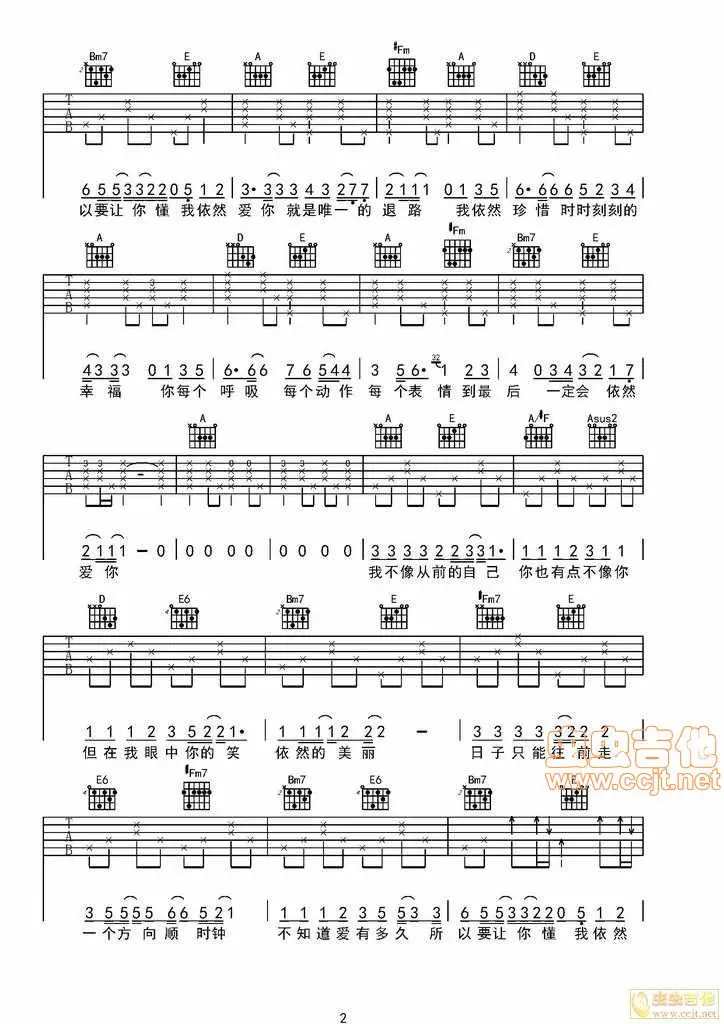 Bm7 E A E #Fm A D E
T A B
6 5 5 3 3 2 2 0 5 1 2 3· 3 3 3 4 3 2 7 7 2 1 1 1 0 1 3 5 6· 6 6 6 5 2 3 4
以要让你懂我依然 爱你就是唯一的 退路 我依然 珍惜时时刻刻的
A D E A #Fm Bm7 E
T A B
4 3 3 3 0 1 3 5 6· 6 6 7 6 5 4 4 3 5 6· 32 1 2 3 4 0 3 4 3 2 1 7·
幸福 你每个 呼吸 每个动作 每个表情到最 后 一定会 依然
A A E A/#F Asus2
T A B
2 1 1 1 - 0 0 0 0 0 0 0 0 0 3 3 3 3 2 2 3 3 1· 1 1 1 2 3 1 1
爱你 我不像从前的自己 你也有点不像你
D E6 Bm7 E #Fm7 E
T A B
1 1 1 2 3 5 2 2 1· 1 1 1 1 2 2 2 - 3 3 3 3 3 2 2 2
但在我眼中你的笑 依然的美丽 日子只能往前走
虫虫吉他
www.ccjt.net
E6 #Fm7 Bm7 E6 Bm7 E
T A B
3 5 5 5 5 6 6 5 2 1 1 1 1 2 3 5 5 3 3 6 5 5 3 3 2 2 0 5 1 2
一个方向顺时钟 不知道爱有多久所 以要让你懂我依然
2
虫虫吉他
www.ccjt.net